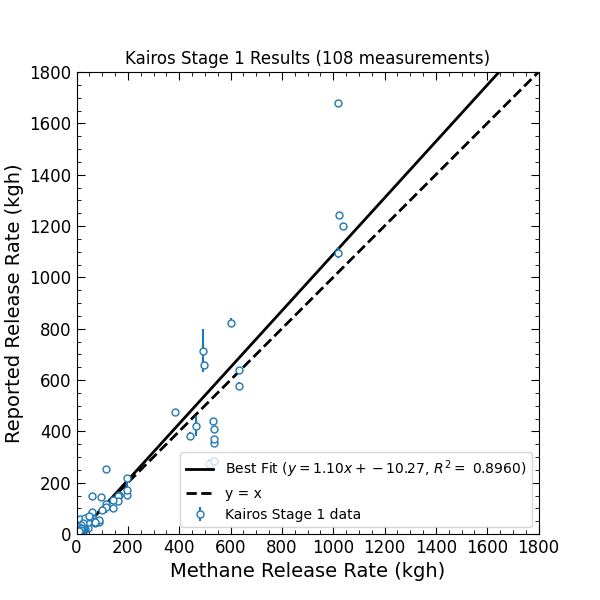 Kairos Stage 1 Results (108 measurements)
1800
1600
1400
1200
1000
800
600
400
200
0
Reported Release Rate (kgh)
Best Fit (y = 1.10x + −10.27, R² = 0.8960)
y = x
Kairos Stage 1 data
0 200 400 600 800 1000 1200 1400 1600 1800
Methane Release Rate (kgh)